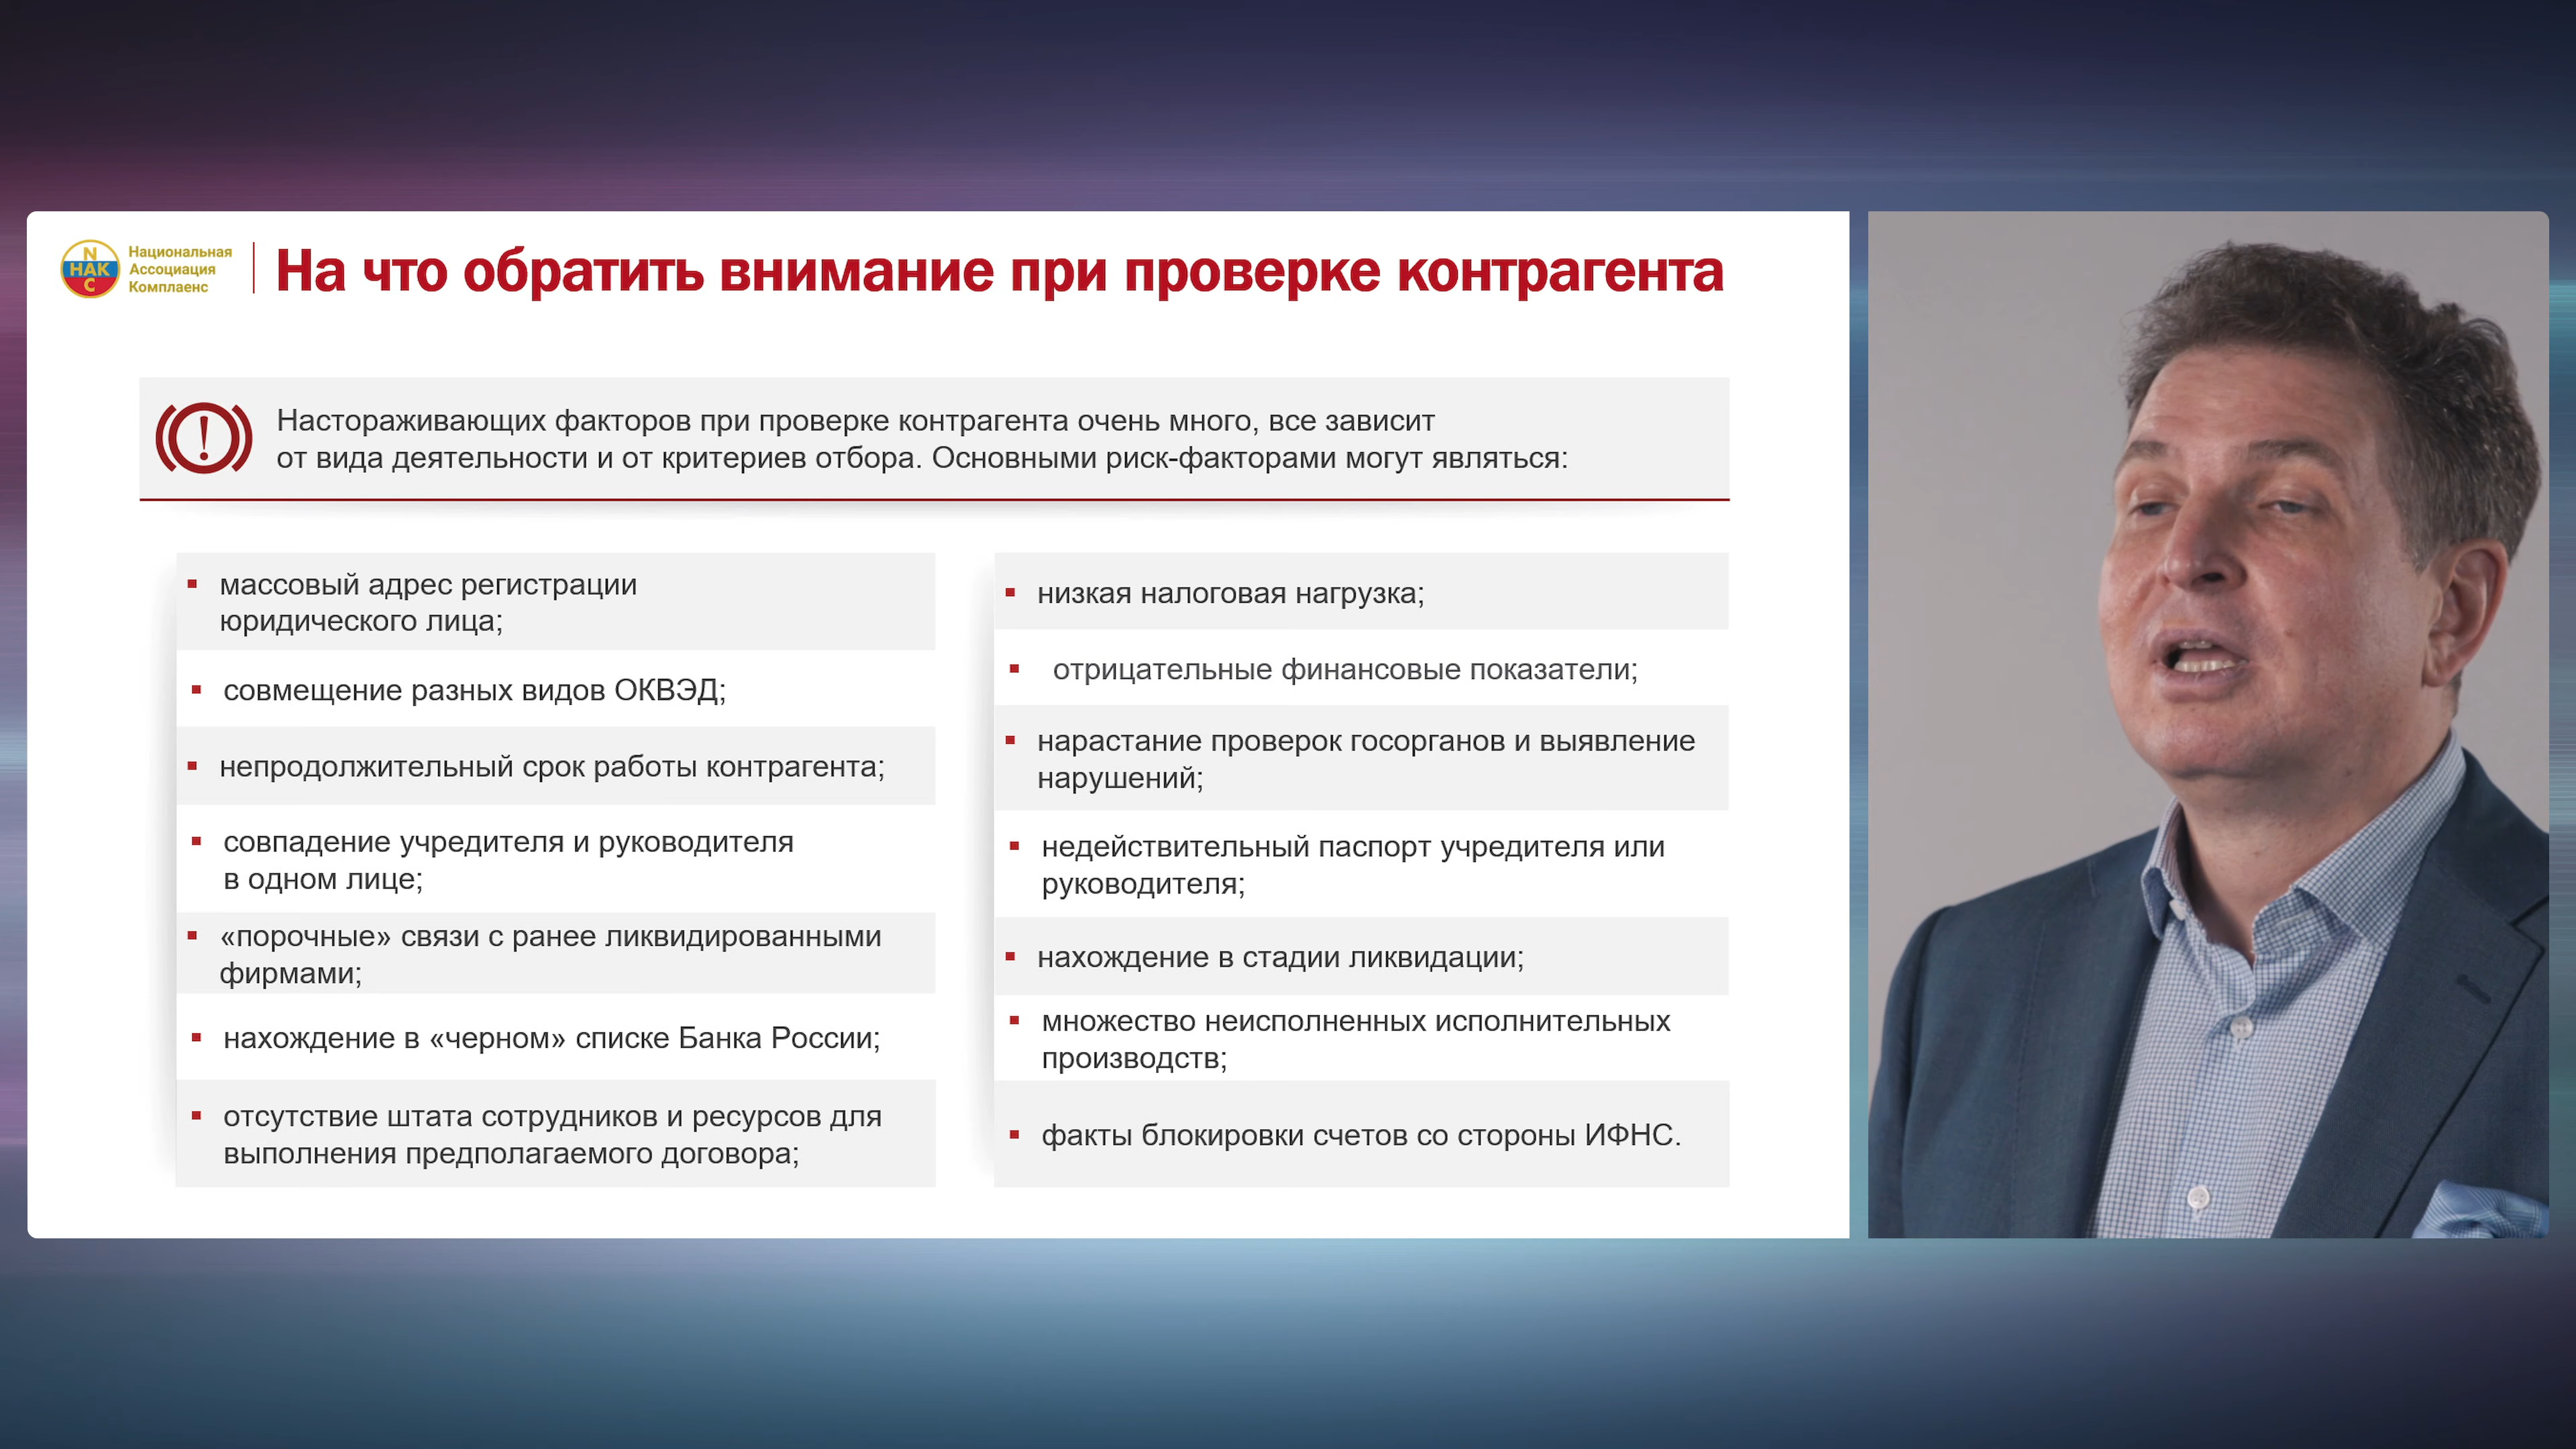 N
НАК
C
Национальная
Ассоциация
Комплаенс
На что обратить внимание при проверке контрагента
Настораживающих факторов при проверке контрагента очень много, все зависит
от вида деятельности и от критериев отбора. Основными риск-факторами могут являться:
массовый адрес регистрации
юридического лица;
совмещение разных видов ОКВЭД;
непродолжительный срок работы контрагента;
совпадение учредителя и руководителя
в одном лице;
«порочные» связи с ранее ликвидированными
фирмами;
нахождение в «черном» списке Банка России;
отсутствие штата сотрудников и ресурсов для
выполнения предполагаемого договора;
низкая налоговая нагрузка;
отрицательные финансовые показатели;
нарастание проверок госорганов и выявление
нарушений;
недействительный паспорт учредителя или
руководителя;
нахождение в стадии ликвидации;
множество неисполненных исполнительных
производств;
факты блокировки счетов со стороны ИФНС.